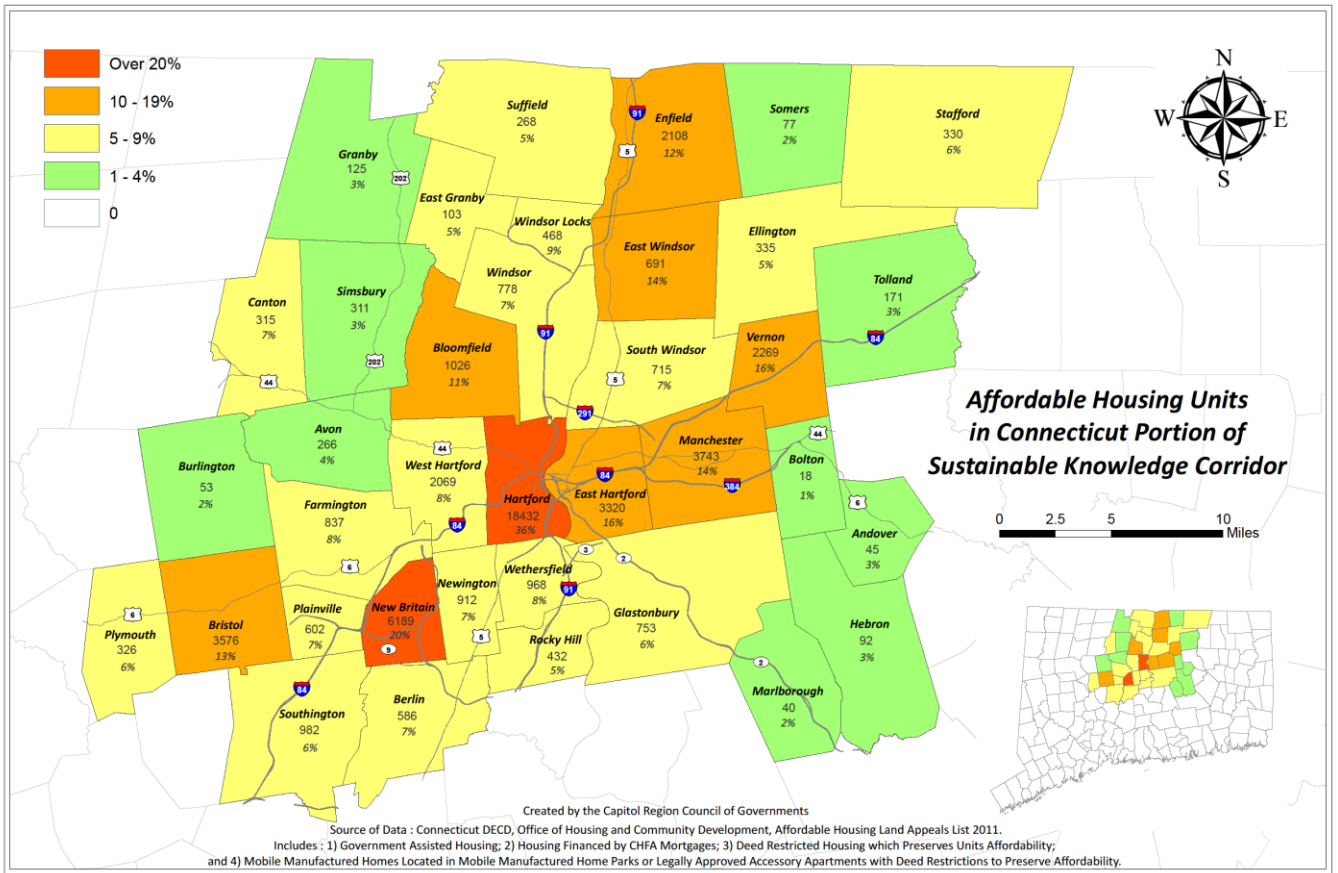 Over 20%
10 - 19%
5 - 9%
1 - 4%
0
N
W
E
S
Suffield
268
5%
91
5
Enfield
2108
12%
Somers
77
2%
Stafford
330
6%
Granby
125
3%
202
East Granby
103
5%
Windsor Locks
468
9%
East Windsor
691
14%
Ellington
335
5%
Windsor
778
7%
Tolland
171
3%
84
Canton
315
7%
44
Simsbury
311
3%
202
Bloomfield
1026
11%
91
South Windsor
715
7%
5
291
Vernon
2269
16%
Affordable Housing Units
in Connecticut Portion of
Sustainable Knowledge Corridor
0 2.5 5 10
Miles
Burlington
53
2%
Avon
266
4%
West Hartford
2069
8%
44
Hartford
18432
36%
East Hartford
3320
16%
84
Manchester
3743
14%
384
Bolton
18
1%
44
6
Andover
45
3%
Farmington
837
8%
84
6
Plymouth
326
6%
6
Bristol
3576
13%
Plainville
602
7%
New Britain
6189
20%
9
Newington
912
7%
5
Wethersfield
968
8%
91
3
2
Rocky Hill
432
5%
Glastonbury
753
6%
Hebron
92
3%
2
Marlborough
40
2%
84
Southington
982
6%
Berlin
586
7%
Created by the Capitol Region Council of Governments
Source of Data : Connecticut DECD, Office of Housing and Community Development, Affordable Housing Land Appeals List 2011.
Includes : 1) Government Assisted Housing; 2) Housing Financed by CHFA Mortgages; 3) Deed Restricted Housing which Preserves Units Affordability;
and 4) Mobile Manufactured Homes Located in Mobile Manufactured Home Parks or Legally Approved Accessory Apartments with Deed Restrictions to Preserve Affordability.